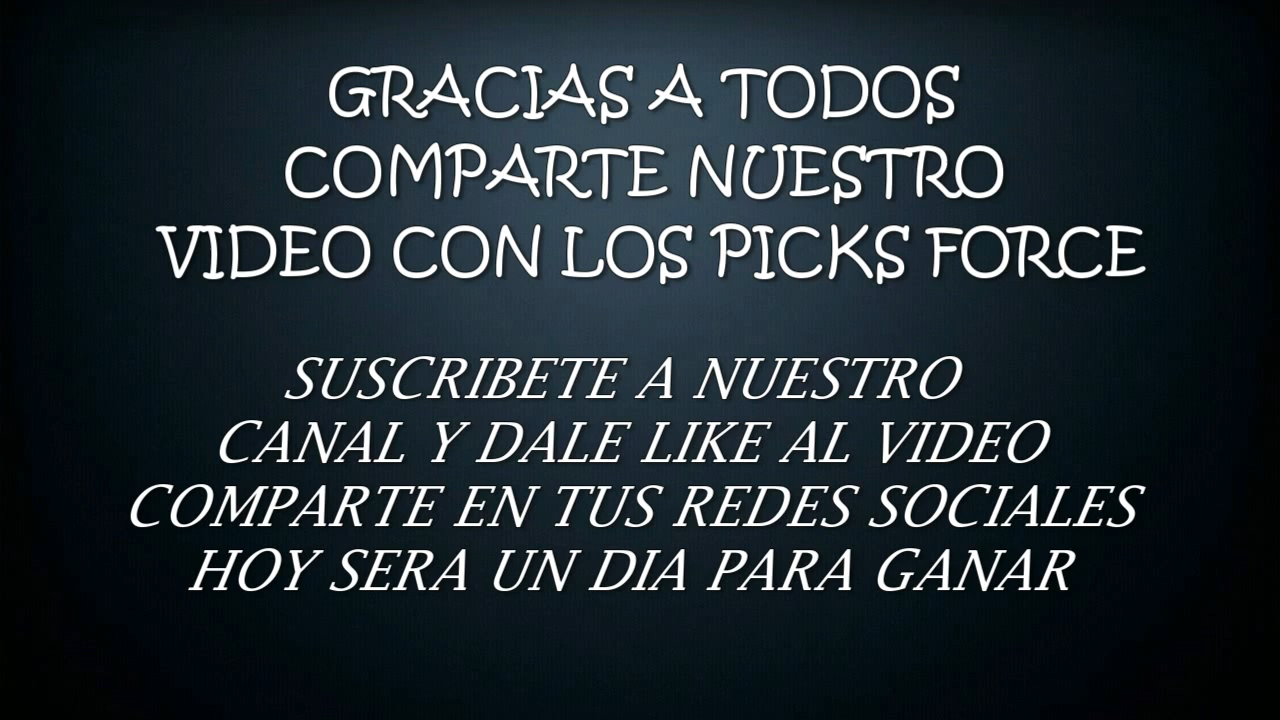 GRACIAS A TODOS
COMPARTE NUESTRO
VIDEO CON LOS PICKS FORCE
SUSCRIBETE A NUESTRO
CANAL Y DALE LIKE AL VIDEO
COMPARTE EN TUS REDES SOCIALES
HOY SERA UN DIA PARA GANAR